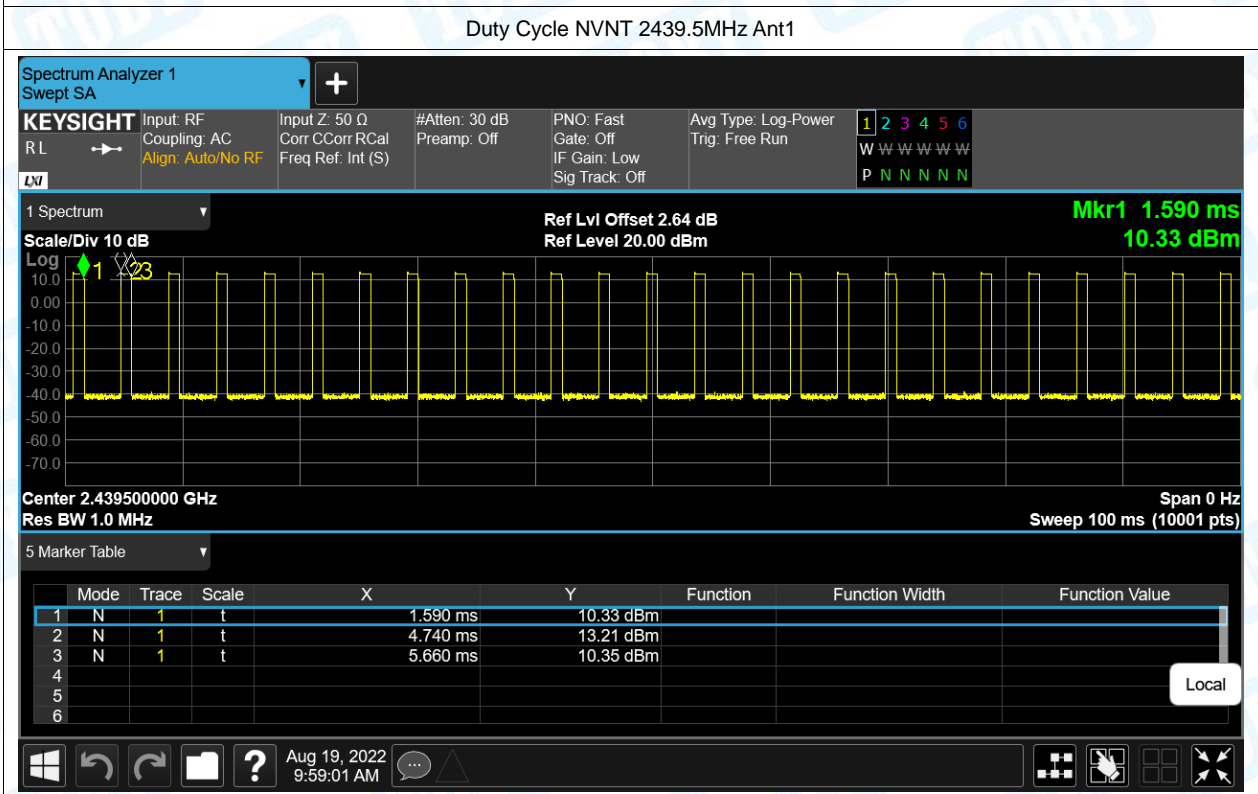 Duty Cycle NVNT 2439.5MHz Ant1
Spectrum Analyzer 1
Swept SA
KEYSIGHT Input: RF Input Z: 50 Ω #Atten: 30 dB PNO: Fast Avg Type: Log-Power 1 2 3 4 5 6
R L Coupling: AC Corr CCorr RCal Preamp: Off Gate: Off Trig: Free Run W W W W W W
Align: Auto/No RF Freq Ref: Int (S) IF Gain: Low P N N N N N
LXI Sig Track: Off
1 Spectrum Ref Lvl Offset 2.64 dB Mkr1 1.590 ms
Scale/Div 10 dB Ref Level 20.00 dBm 10.33 dBm
Log 1 2 3
10.0
0.00
-10.0
-20.0
-30.0
-40.0
-50.0
-60.0
-70.0
Center 2.439500000 GHz Span 0 Hz
Res BW 1.0 MHz Sweep 100 ms (10001 pts)
5 Marker Table
Mode Trace Scale X Y Function Function Width Function Value
1 N 1 t 1.590 ms 10.33 dBm
2 N 1 t 4.740 ms 13.21 dBm
3 N 1 t 5.660 ms 10.35 dBm
4
5 Local
6
? Aug 19, 2022
9:59:01 AM